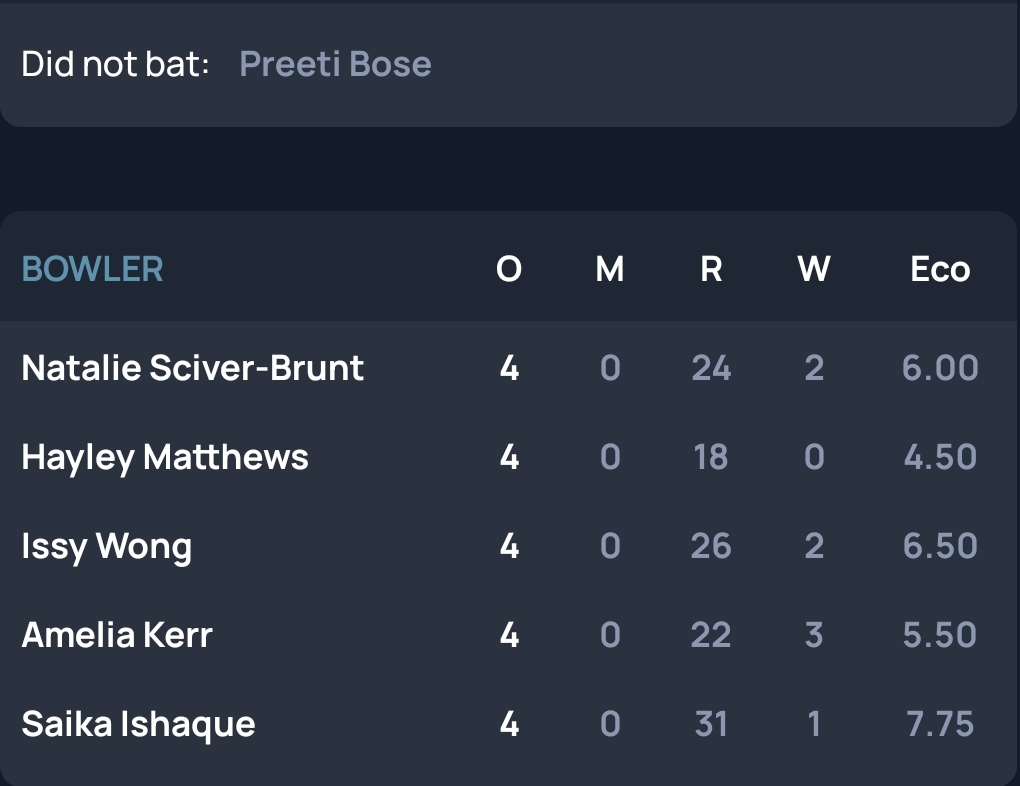 Did not bat: Preeti Bose
BOWLER O M R W Eco
Natalie Sciver-Brunt 4 0 24 2 6.00
Hayley Matthews 4 0 18 0 4.50
Issy Wong 4 0 26 2 6.50
Amelia Kerr 4 0 22 3 5.50
Saika Ishaque 4 0 31 1 7.75